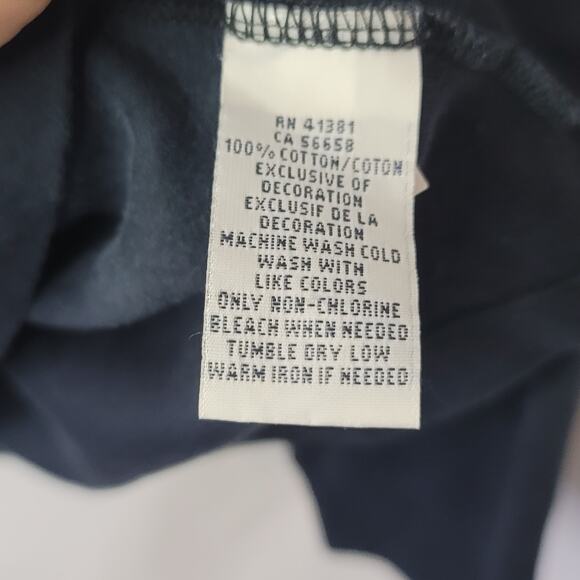 RN 41381
CA 56658
100% COTTON/COTON
EXCLUSIVE OF
DECORATION
EXCLUSIF DE LA
DECORATION
MACHINE WASH COLD
WASH WITH
LIKE COLORS
ONLY NON-CHLORINE
BLEACH WHEN NEEDED
TUMBLE DRY LOW
WARM IRON IF NEEDED